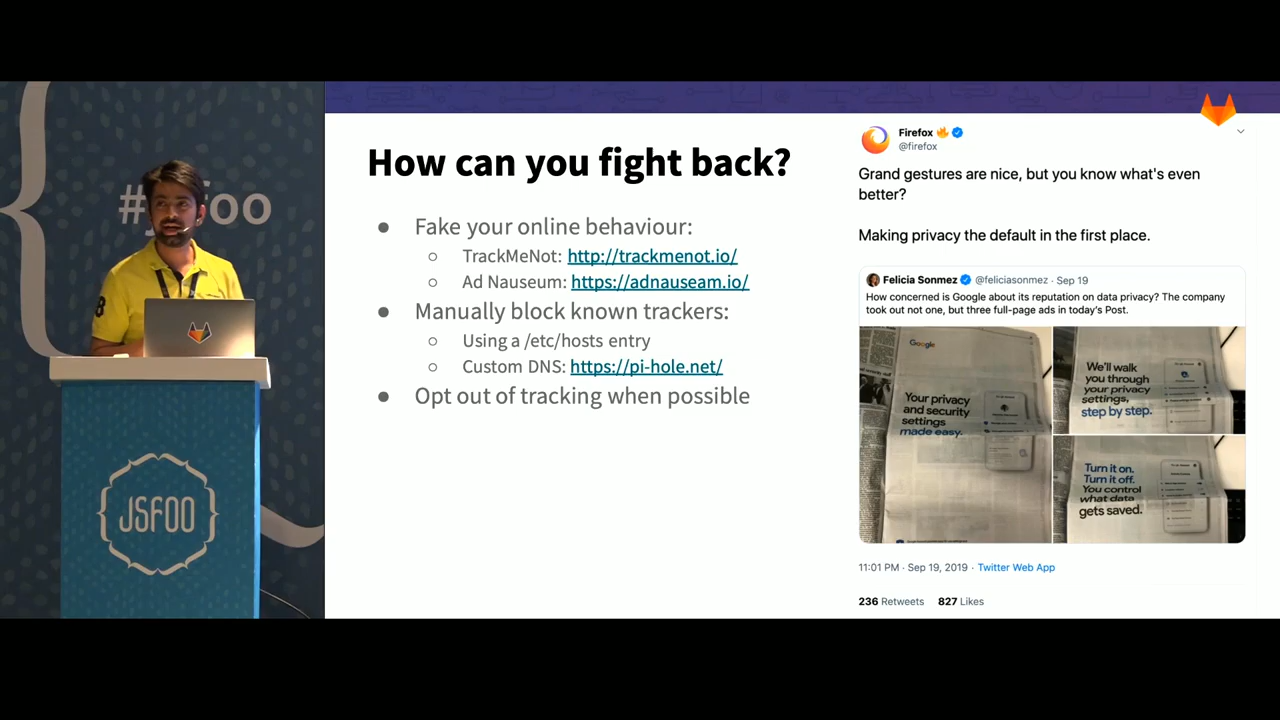 #jsfoo
JSFOO
How can you fight back?
● Fake your online behaviour:
○ TrackMeNot: http://trackmenot.io/
○ Ad Nauseum: https://adnauseam.io/
● Manually block known trackers:
○ Using a /etc/hosts entry
○ Custom DNS: https://pi-hole.net/
● Opt out of tracking when possible
Firefox 🔥
@firefox
Grand gestures are nice, but you know what's even
better?
Making privacy the default in the first place.
Felicia Sonmez @feliciasonmez · Sep 19
How concerned is Google about its reputation on data privacy? The company
took out not one, but three full-page ads in today's Post.
Google
Your privacy
and security
settings
made easy.
We'll walk
you through
your privacy
settings,
step by step.
Turn it on.
Turn it off.
You control
what data
gets saved.
11:01 PM · Sep 19, 2019 · Twitter Web App
236 Retweets 827 Likes